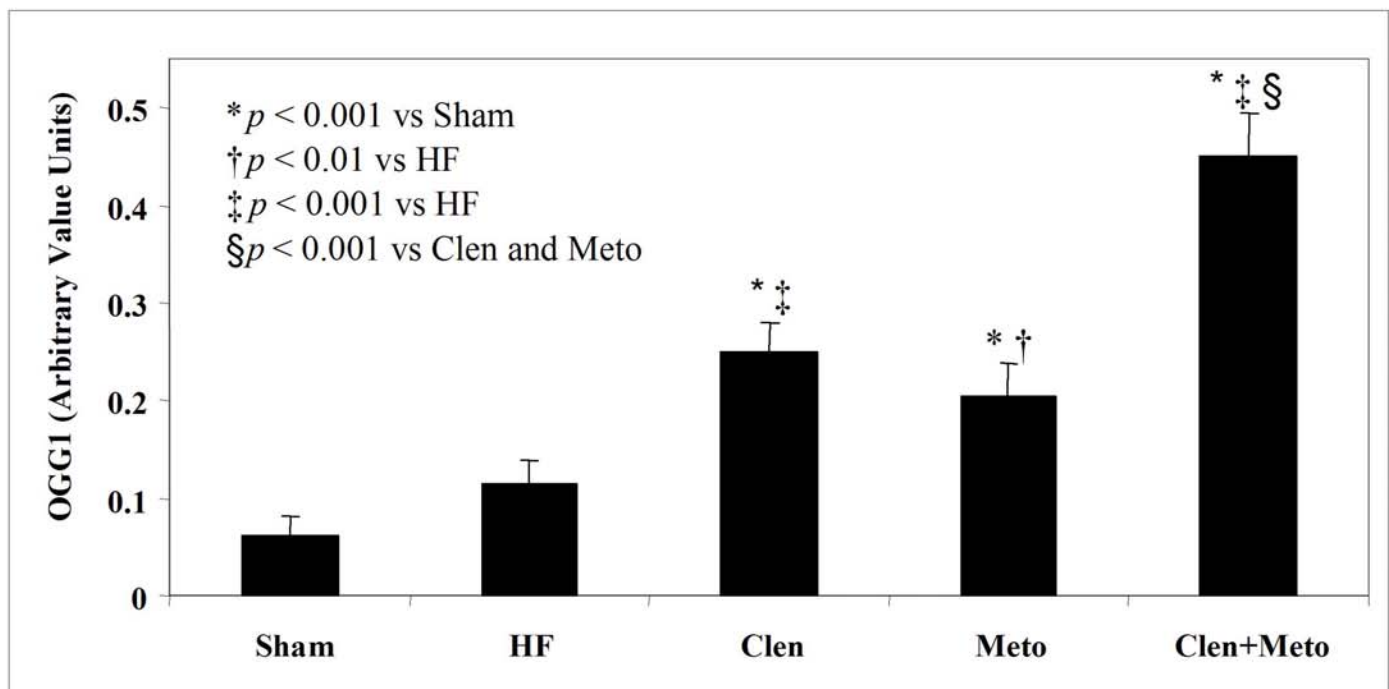 OGG1 (Arbitrary Value Units)
0.5
0.4
0.3
0.2
0.1
0
* p < 0.001 vs Sham
† p < 0.01 vs HF
‡ p < 0.001 vs HF
§ p < 0.001 vs Clen and Meto
* ‡
* †
* ‡ §
Sham HF Clen Meto Clen+Meto